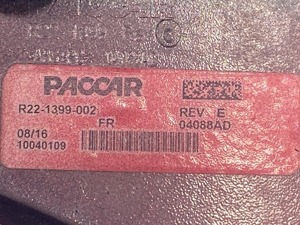 PACCAR
R22-1399-002
REV E
FR
04088AD
08/16
10040109